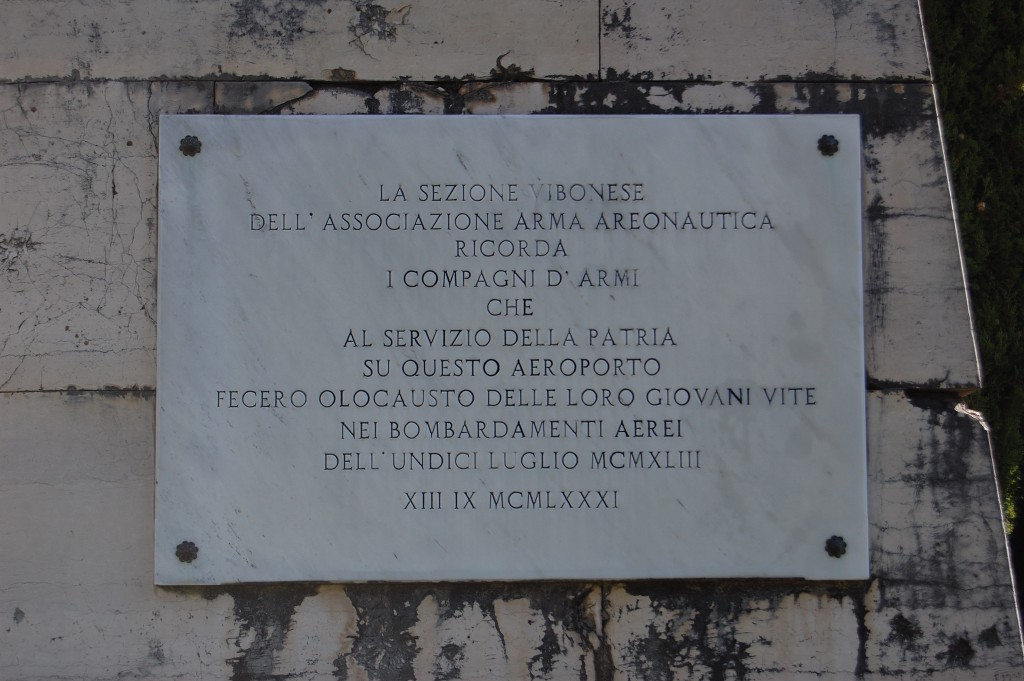 LA SEZIONE VIBONESE
DELL' ASSOCIAZIONE ARMA AREONAUTICA
RICORDA
I COMPAGNI D' ARMI
CHE
AL SERVIZIO DELLA PATRIA
SU QUESTO AEROPORTO
FECERO OLOCAUSTO DELLE LORO GIOVANI VITE
NEI BOMBARDAMENTI AEREI
DELL'UNDICI LUGLIO MCMXLIII
XIII IX MCMLXXXI